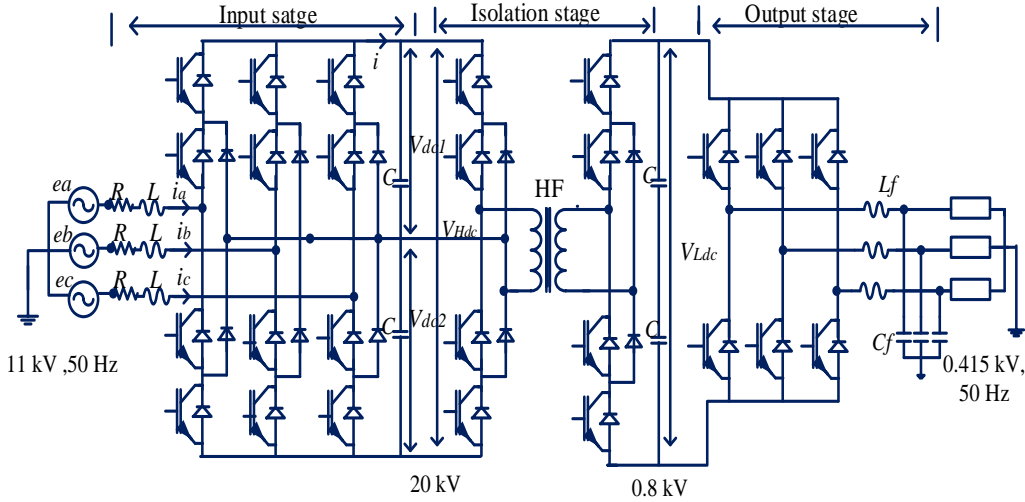 Input satge
Isolation stage
Output stage
i
Vdc1
C
HF
Lf
ea
R
L
ia
eb
R
L
ib
VHdc
VLdc
ec
R
L
ic
C
Vdc2
C
C
Cf
11 kV ,50 Hz
0.415 kV,
50 Hz
20 kV
0.8 kV